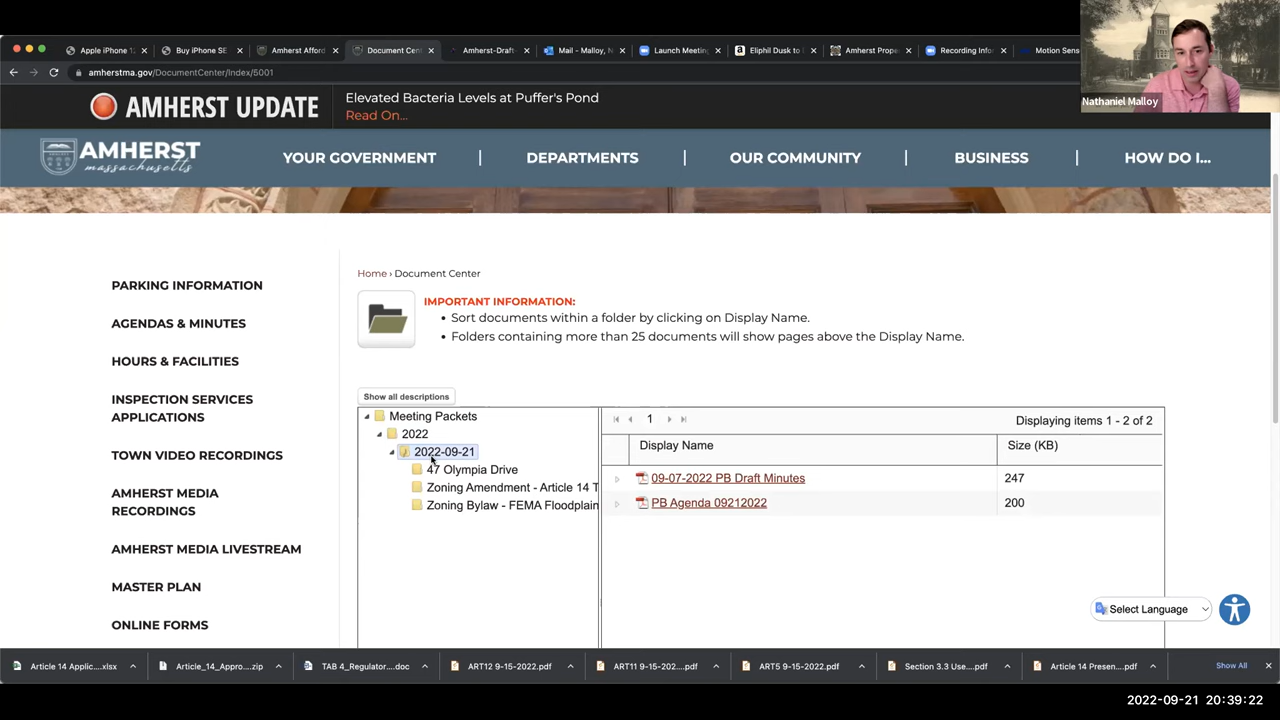 Apple iPhone 12
Buy iPhone SE
Amherst Afford
Document Cen
Amherst-Draft-
Mail - Malloy, N
Launch Meeting
Eliphil Dusk to D
Amherst Prope
Recording Info
Motion Sens
amherstma.gov/DocumentCenter/Index/5001
Nathaniel Malloy
AMHERST UPDATE
Elevated Bacteria Levels at Puffer's Pond
Read On...
AMHERST
massachusetts
YOUR GOVERNMENT
DEPARTMENTS
OUR COMMUNITY
BUSINESS
HOW DO I...
PARKING INFORMATION
AGENDAS & MINUTES
HOURS & FACILITIES
INSPECTION SERVICES
APPLICATIONS
TOWN VIDEO RECORDINGS
AMHERST MEDIA
RECORDINGS
AMHERST MEDIA LIVESTREAM
MASTER PLAN
ONLINE FORMS
Home › Document Center
IMPORTANT INFORMATION:
• Sort documents within a folder by clicking on Display Name.
• Folders containing more than 25 documents will show pages above the Display Name.
Show all descriptions
Meeting Packets
2022
2022-09-21
47 Olympia Drive
Zoning Amendment - Article 14 T
Zoning Bylaw - FEMA Floodplain
1
Displaying items 1 - 2 of 2
Display Name
Size (KB)
09-07-2022 PB Draft Minutes
247
PB Agenda 09212022
200
Select Language
Article 14 Applic....xlsx
Article_14_Appro....zip
TAB 4_Regulator....doc
ART12 9-15-2022.pdf
ART11 9-15-202....pdf
ART5 9-15-2022.pdf
Section 3.3 Use....pdf
Article 14 Presen....pdf
Show All
2022-09-21 20:39:22